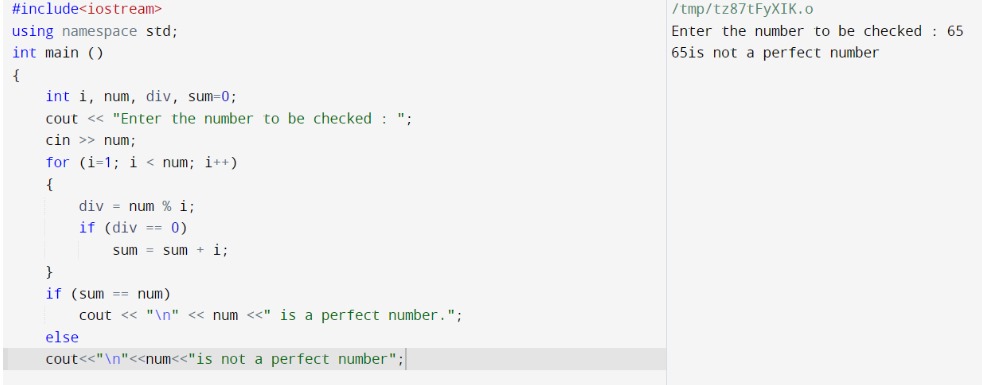 #include<iostream>
using namespace std;
int main ()
{
    int i, num, div, sum=0;
    cout << "Enter the number to be checked : ";
    cin >> num;
    for (i=1; i < num; i++)
    {
        div = num % i;
        if (div == 0)
            sum = sum + i;
    }
    if (sum == num)
        cout << "\n" << num <<" is a perfect number.";
    else
    cout<<"\n"<<num<<"is not a perfect number";
/tmp/tz87tFyXIK.o
Enter the number to be checked : 65
65is not a perfect number